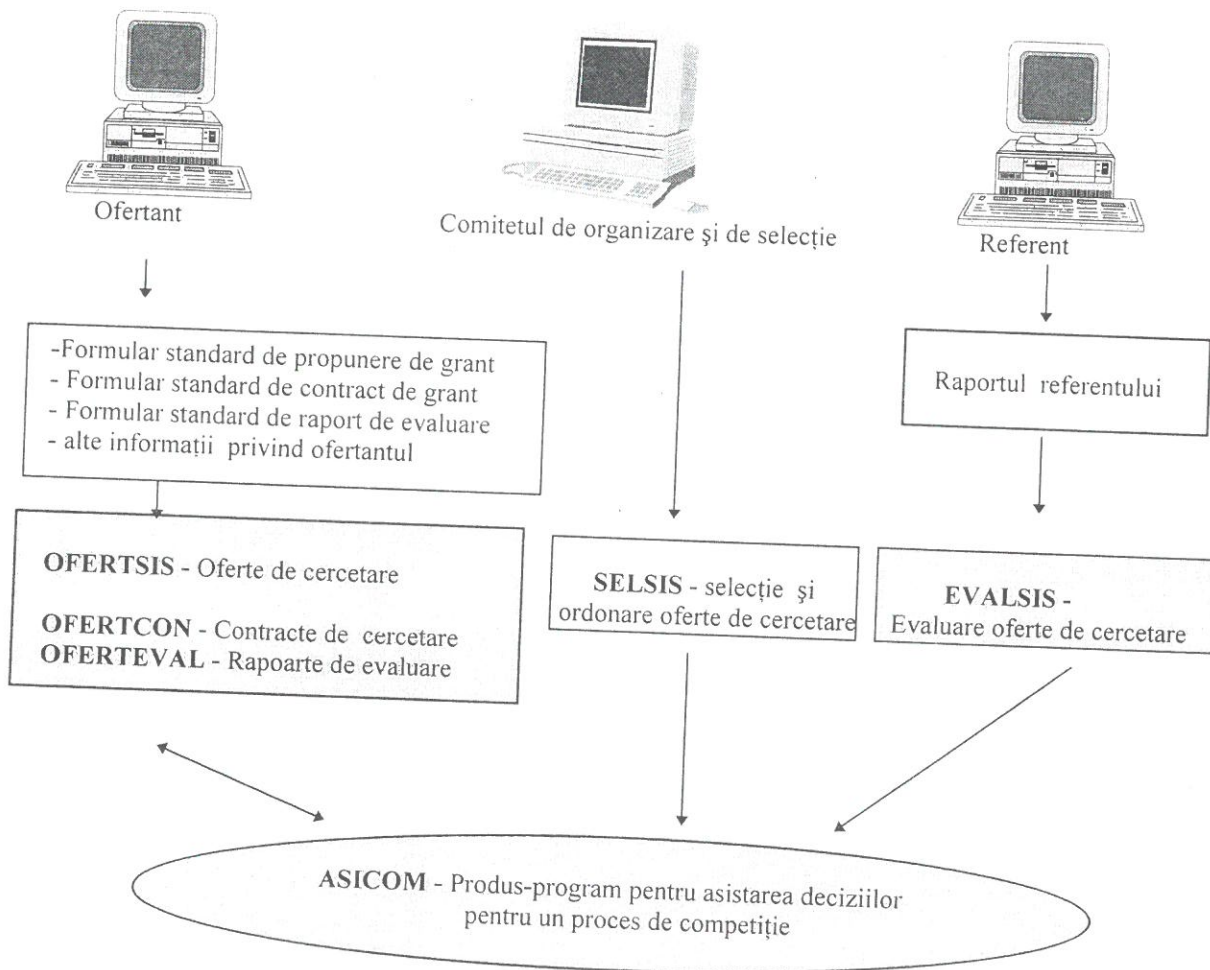 Ofertant
Comitetul de organizare şi de selecţie
Referent
-Formular standard de propunere de grant
- Formular standard de contract de grant
- Formular standard de raport de evaluare
- alte informaţii privind ofertantul
Raportul referentului
OFERTSIS - Oferte de cercetare
OFERTCON - Contracte de cercetare
OFERTEVAL - Rapoarte de evaluare
SELSIS - selecţie şi
ordonare oferte de cercetare
EVALSIS -
Evaluare oferte de cercetare
ASICOM - Produs-program pentru asistarea deciziilor
pentru un proces de competiţie